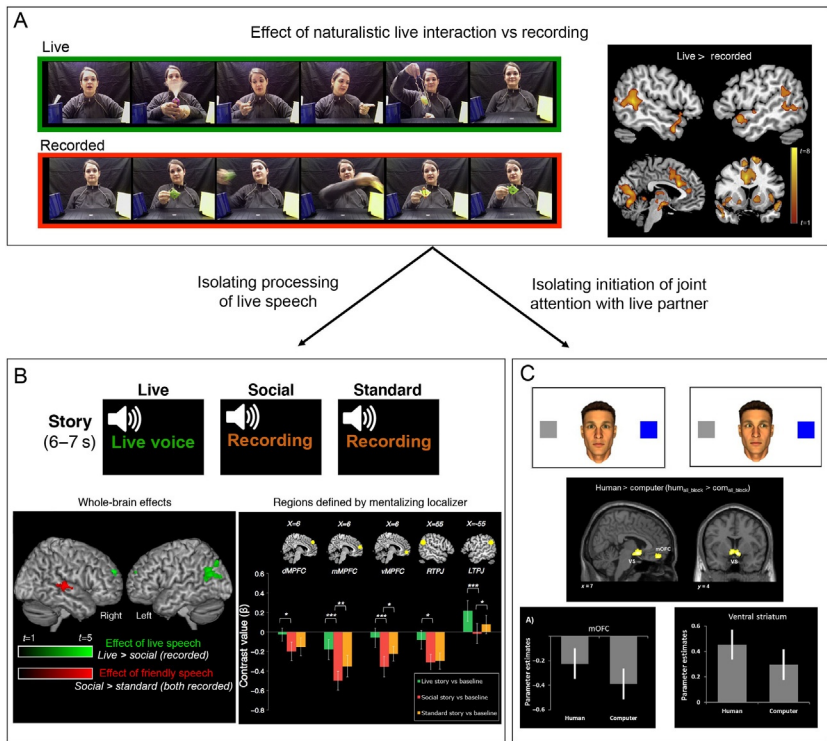 A
Effect of naturalistic live interaction vs recording
Live
Recorded
Live > recorded
t=8
t=1
Isolating processing
of live speech
Isolating initiation of joint
attention with live partner
B
Live
Social
Standard
Story
(6–7 s)
Live voice
Recording
Recording
Whole-brain effects
Right
Left
t=1
t=5
Effect of live speech
Live > social (recorded)
Effect of friendly speech
Social > standard (both recorded)
Regions defined by mentalizing localizer
X=6
X=6
X=6
X=55
X=-55
dMPFC
mMPFC
vMPFC
RTPJ
LTPJ
Contrast value (β)
0.6
0.4
0.2
0
−0.2
−0.4
−0.6
−0.8
*
***
**
***
*
*
***
*
Live story vs baseline
Social story vs baseline
Standard story vs baseline
C
Human > computer (hum_all_block > com_all_block)
VS
mOFC
VS
x = 7
y = 4
A)
mOFC
Parameter estimates
−0.2
−0.4
−0.6
Human
Computer
Ventral striatum
Parameter estimates
0.6
0.4
0.2
0
Human
Computer